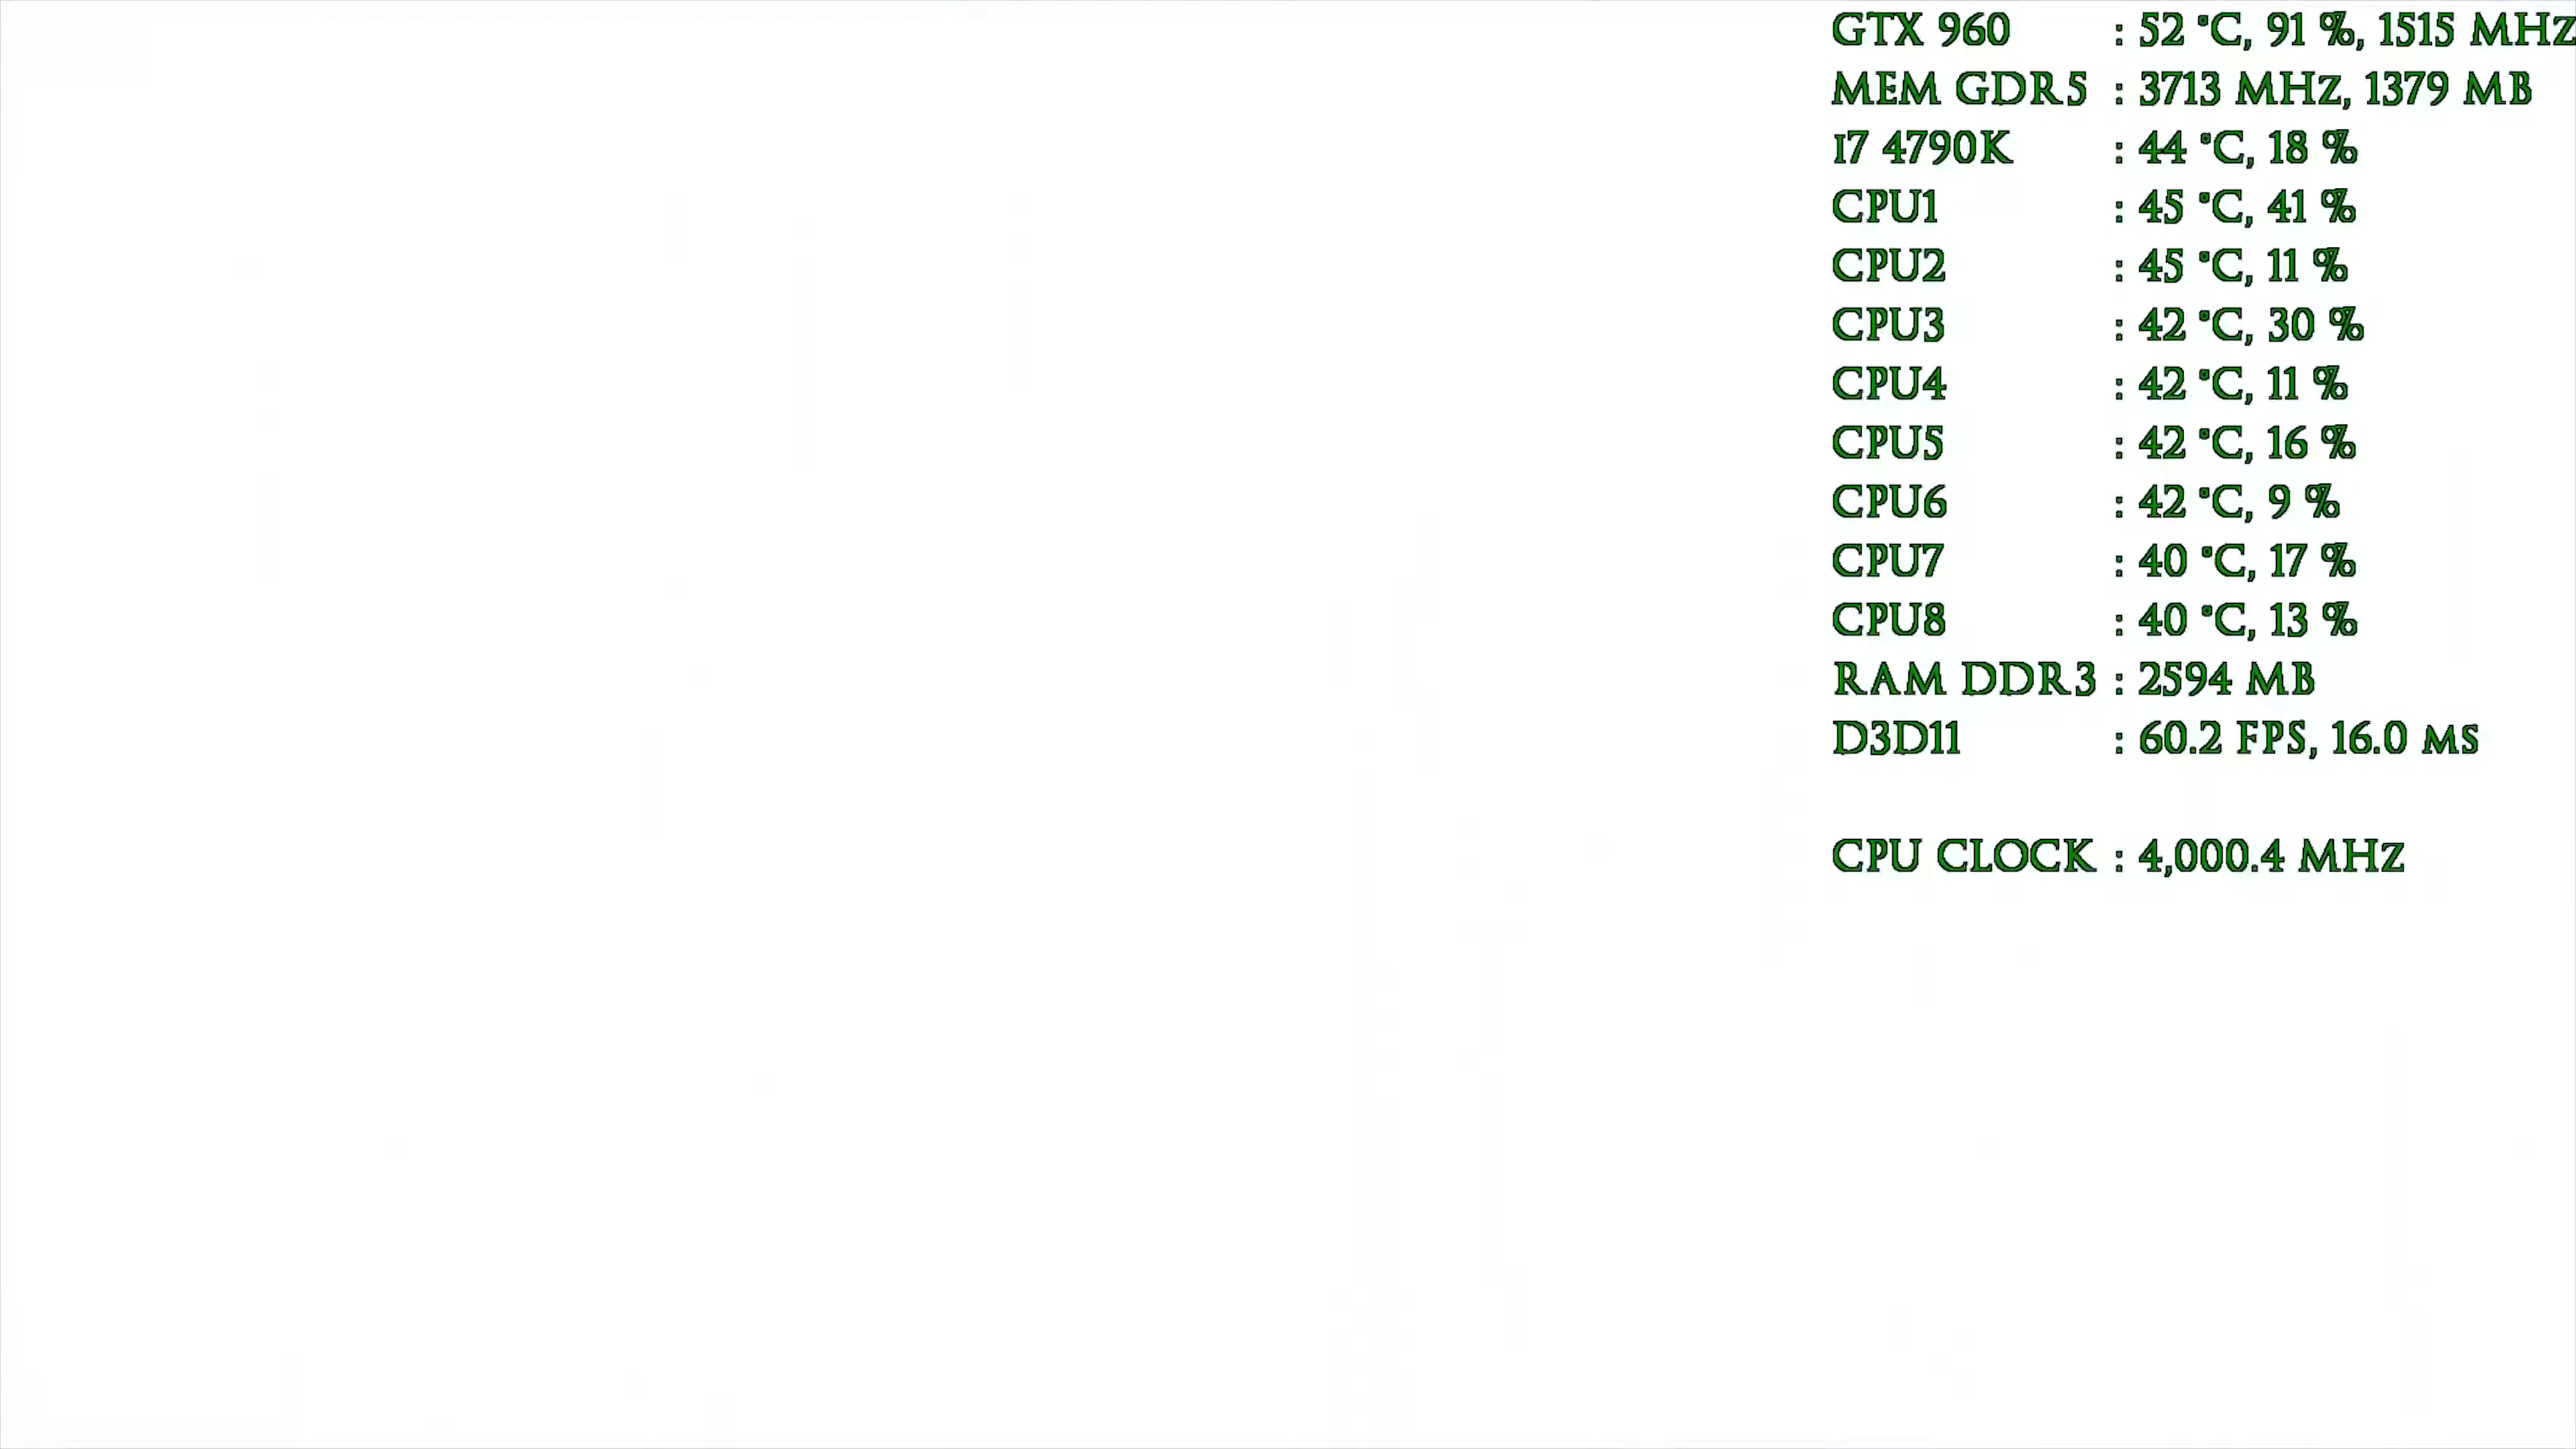 GTX 960 : 52 °C, 91 %, 1515 MHz
MEM GDR5 : 3713 MHz, 1379 MB
i7 4790K : 44 °C, 18 %
CPU1 : 45 °C, 41 %
CPU2 : 45 °C, 11 %
CPU3 : 42 °C, 30 %
CPU4 : 42 °C, 11 %
CPU5 : 42 °C, 16 %
CPU6 : 42 °C, 9 %
CPU7 : 40 °C, 17 %
CPU8 : 40 °C, 13 %
RAM DDR3 : 2594 MB
D3D11 : 60.2 FPS, 16.0 ms
CPU CLOCK : 4,000.4 MHz